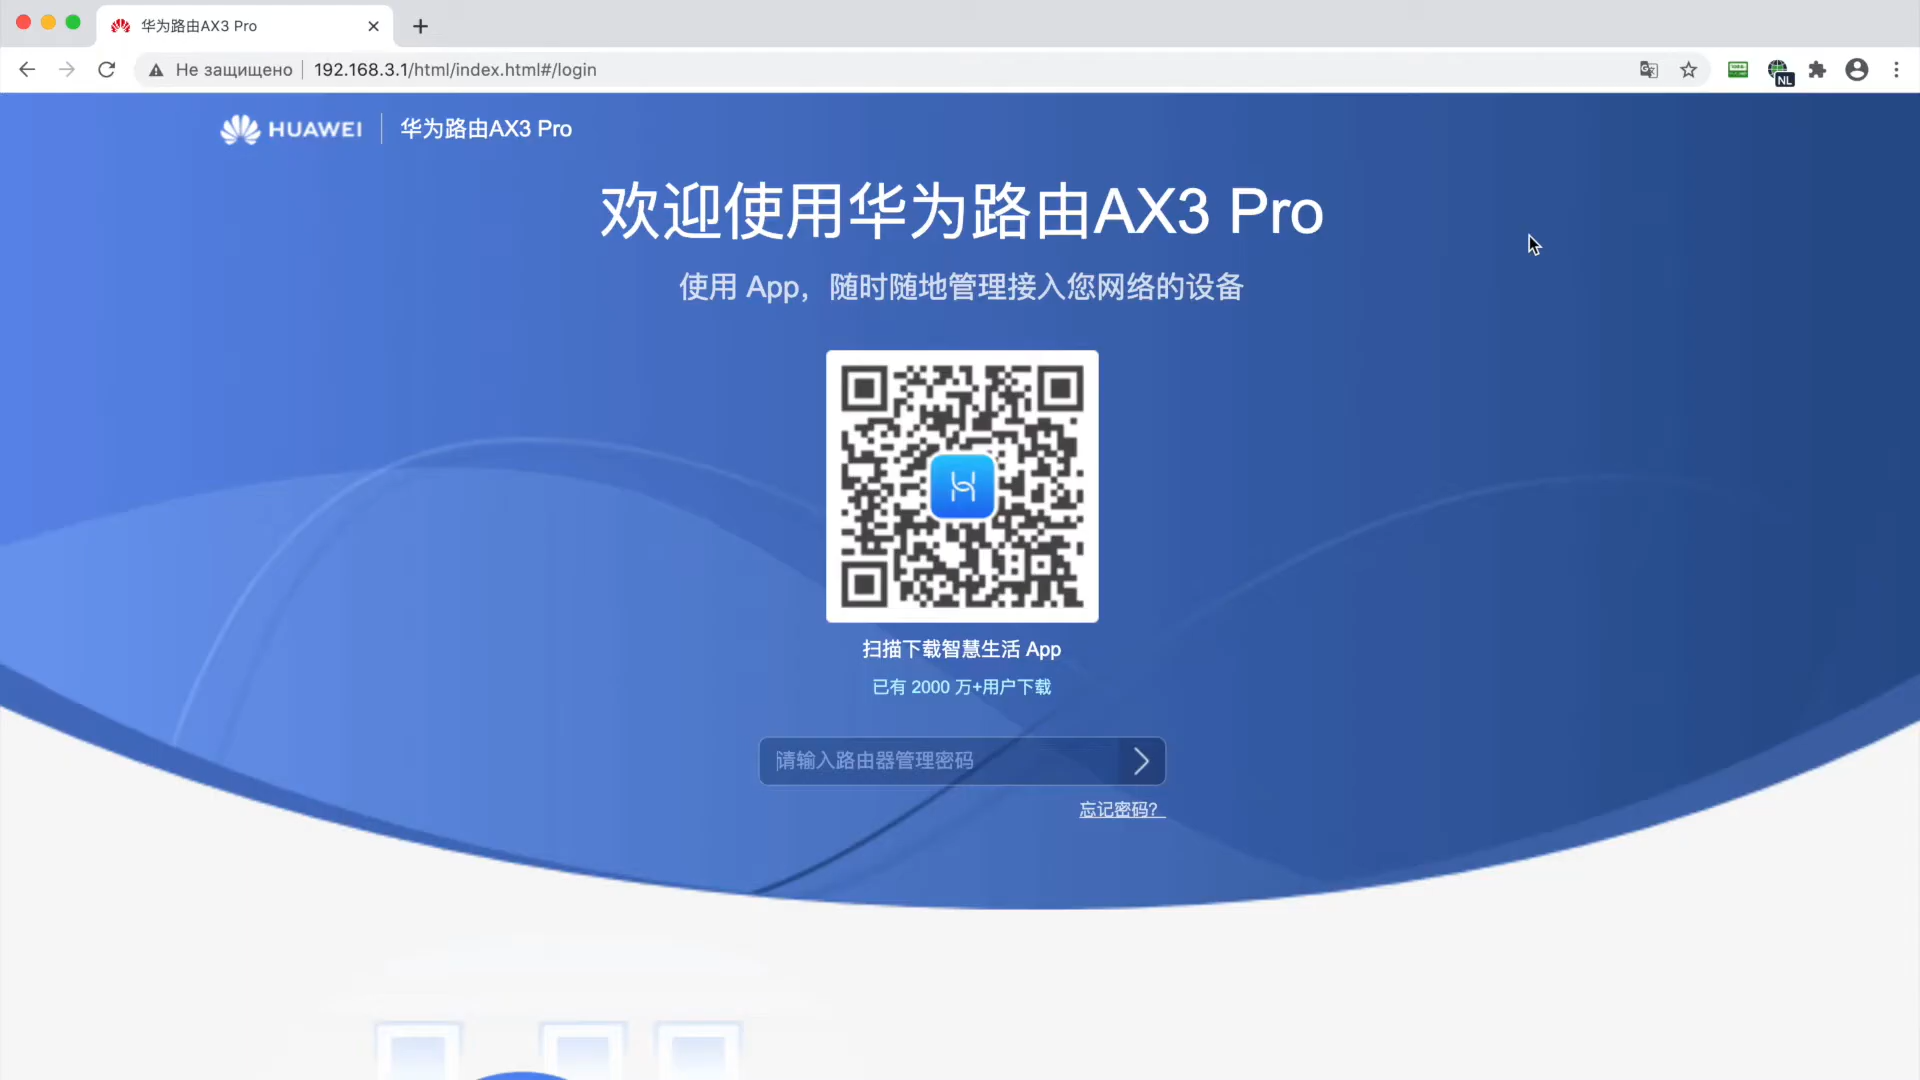 华为路由AX3 Pro
Не защищено
192.168.3.1/html/index.html#/login
NL
HUAWEI
华为路由AX3 Pro
欢迎使用华为路由AX3 Pro
使用 App，随时随地管理接入您网络的设备
扫描下载智慧生活 App
已有 2000 万+用户下载
请输入路由器管理密码
忘记密码？